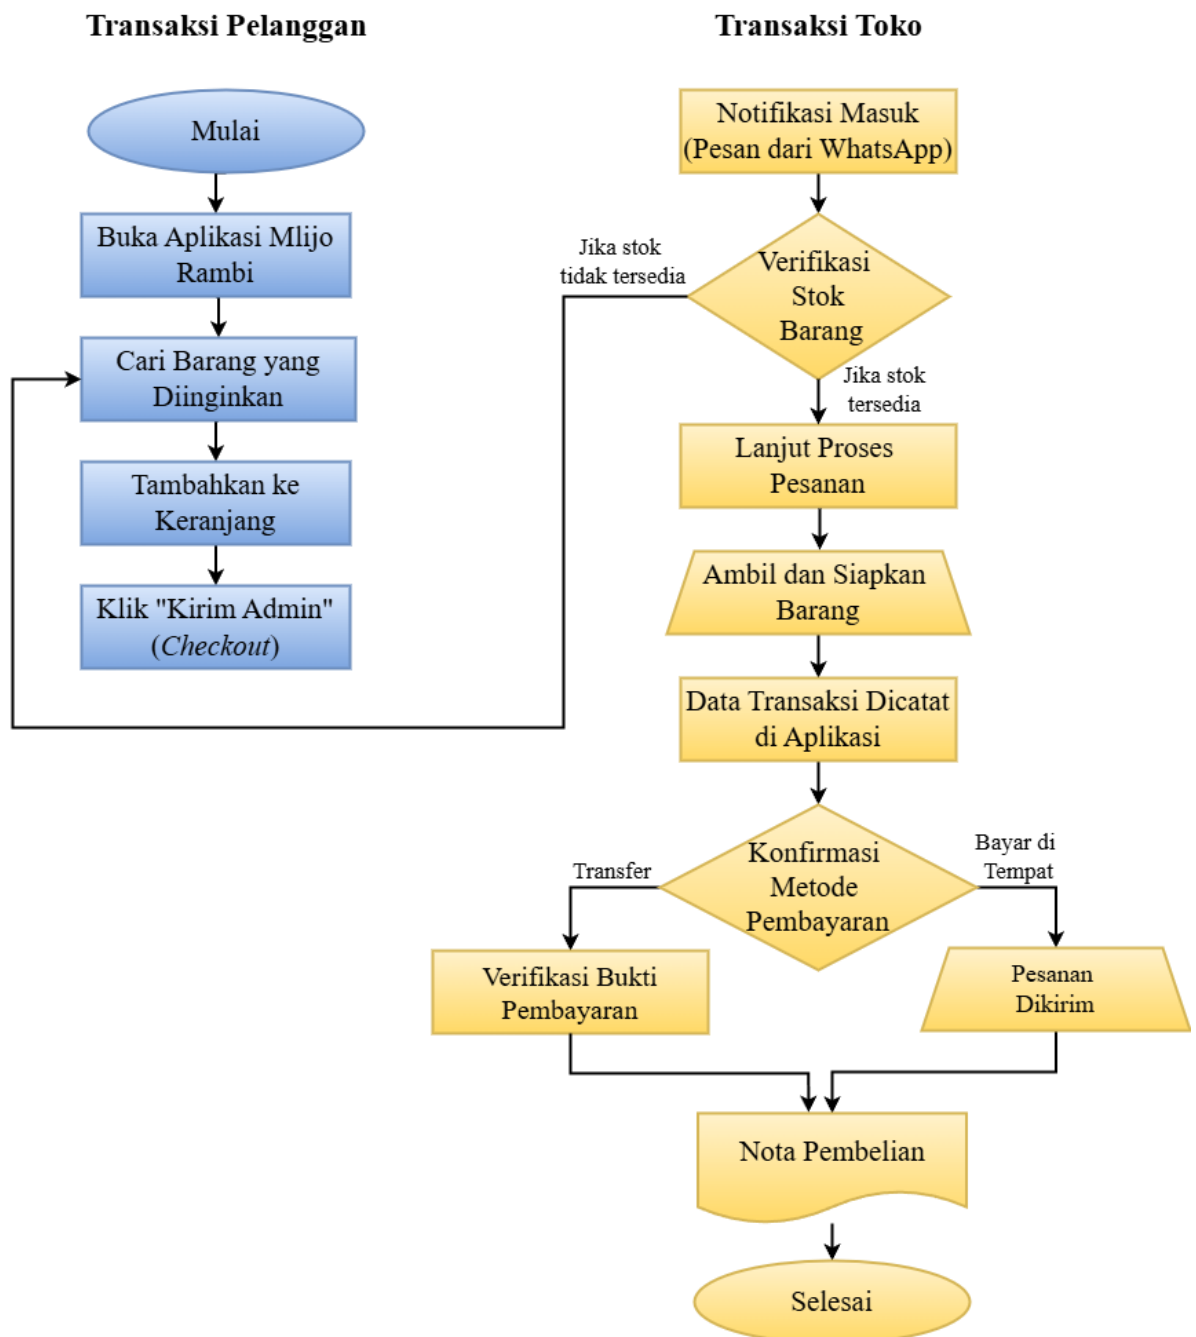 Transaksi Pelanggan
Mulai
Buka Aplikasi Mlijo
Rambi
Cari Barang yang
Diinginkan
Tambahkan ke
Keranjang
Klik "Kirim Admin"
(Checkout)
Transaksi Toko
Notifikasi Masuk
(Pesan dari WhatsApp)
Verifikasi
Stok
Barang
Jika stok
tidak tersedia
Jika stok
tersedia
Lanjut Proses
Pesanan
Ambil dan Siapkan
Barang
Data Transaksi Dicatat
di Aplikasi
Konfirmasi
Metode
Pembayaran
Transfer
Bayar di
Tempat
Verifikasi Bukti
Pembayaran
Pesanan
Dikirim
Nota Pembelian
Selesai